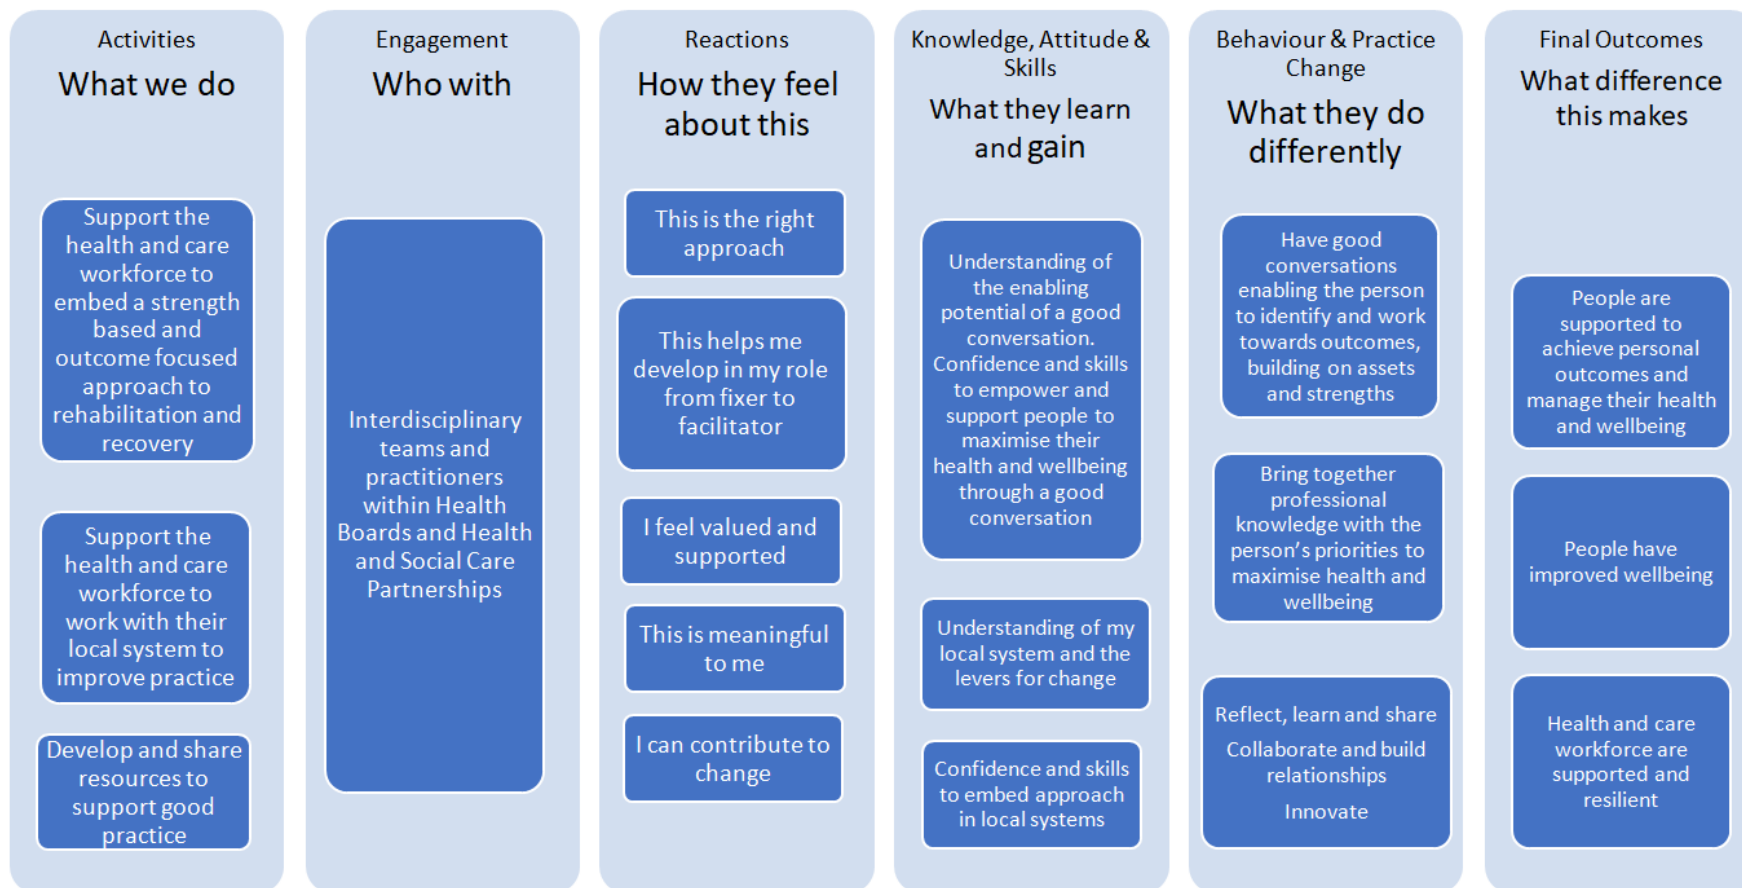 Activities
What we do
Support the
health and care
workforce to
embed a strength
based and
outcome focused
approach to
rehabilitation and
recovery
Support the
health and care
workforce to
work with their
local system to
improve practice
Develop and share
resources to
support good
practice
Engagement
Who with
Interdisciplinary
teams and
practitioners
within Health
Boards and Health
and Social Care
Partnerships
Reactions
How they feel
about this
This is the right
approach
This helps me
develop in my role
from fixer to
facilitator
I feel valued and
supported
This is meaningful
to me
I can contribute to
change
Knowledge, Attitude &
Skills
What they learn
and gain
Understanding of
the enabling
potential of a good
conversation.
Confidence and skills
to empower and
support people to
maximise their
health and wellbeing
through a good
conversation
Understanding of my
local system and the
levers for change
Confidence and skills
to embed approach
in local systems
Behaviour & Practice
Change
What they do
differently
Have good
conversations
enabling the person
to identify and work
towards outcomes,
building on assets
and strengths
Bring together
professional
knowledge with the
person’s priorities to
maximise health and
wellbeing
Reflect, learn and share
Collaborate and build
relationships
Innovate
Final Outcomes
What difference
this makes
People are
supported to
achieve personal
outcomes and
manage their health
and wellbeing
People have
improved wellbeing
Health and care
workforce are
supported and
resilient